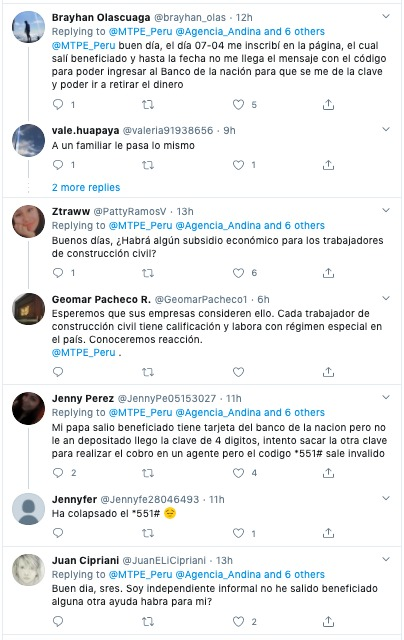 Brayhan Olascuaga @brayhan_olas · 12h
Replying to @MTPE_Peru @Agencia_Andina and 6 others
@MTPE_Peru buen día, el día 07-04 me inscribí en la página, el cual
salí beneficiado y hasta la fecha no me llega el mensaje con el código
para poder ingresar al Banco de la nación para que se me de la clave
y poder ir a retirar el dinero
1 5
vale.huapaya @valeria91938656 · 9h
A un familiar le pasa lo mismo
1 1
2 more replies
Ztraww @PattyRamosV · 13h
Replying to @MTPE_Peru @Agencia_Andina and 6 others
Buenos días, ¿Habrá algún subsidio económico para los trabajadores
de construcción civil?
1 6
Geomar Pacheco R. @GeomarPacheco1 · 6h
Esperemos que sus empresas consideren ello. Cada trabajador de
construcción civil tiene calificación y labora con régimen especial en
el país. Conoceremos reacción.
@MTPE_Peru .
Jenny Perez @JennyPe05153027 · 11h
Replying to @MTPE_Peru @Agencia_Andina and 6 others
Mi papa salio beneficiado tiene tarjeta del banco de la nacion pero no
le an depositado llego la clave de 4 digitos, intento sacar la otra clave
para realizar el cobro en un agente pero el codigo *551# sale invalido
2 4
Jennyfer @Jennyfe28046493 · 11h
Ha colapsado el *551# 😑
1
Juan Cipriani @JuanELiCipriani · 13h
Replying to @MTPE_Peru @Agencia_Andina and 6 others
Buen dia, sres. Soy independiente informal no he salido beneficiado
alguna otra ayuda habra para mi?
2